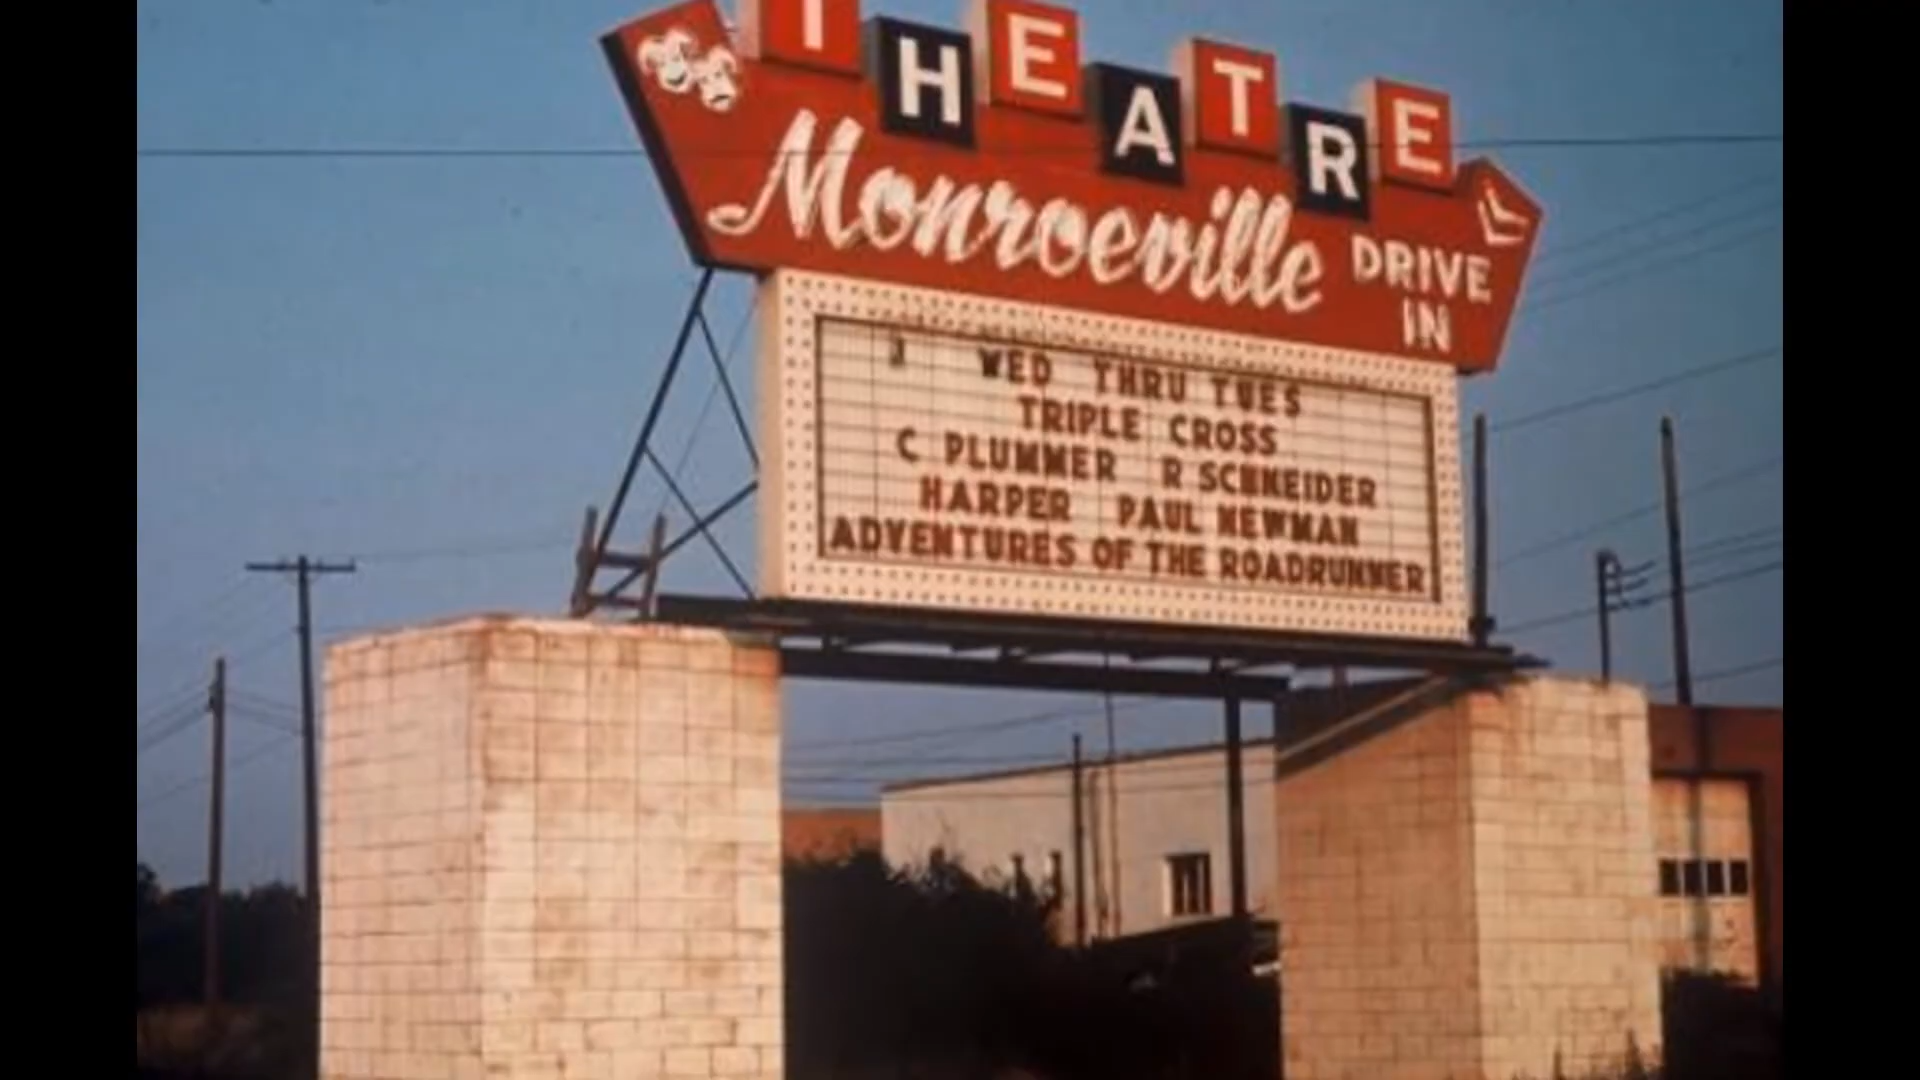 THEATRE
Monroeville DRIVE IN
WED THRU TUES
TRIPLE CROSS
C PLUMMER R SCHNEIDER
HARPER PAUL NEWMAN
ADVENTURES OF THE ROADRUNNER